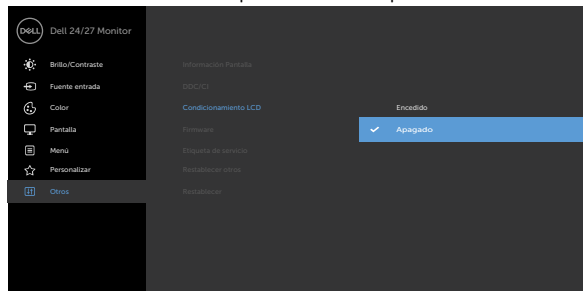 DELL Dell 24/27 Monitor
Brillo/Contraste
Fuente entrada
Color
Pantalla
Menú
Personalizar
Otros
Información Pantalla
DDC/CI
Condicionamiento LCD
Firmware
Etiqueta de servicio
Restablecer otros
Restablecer
Encedido
Apagado